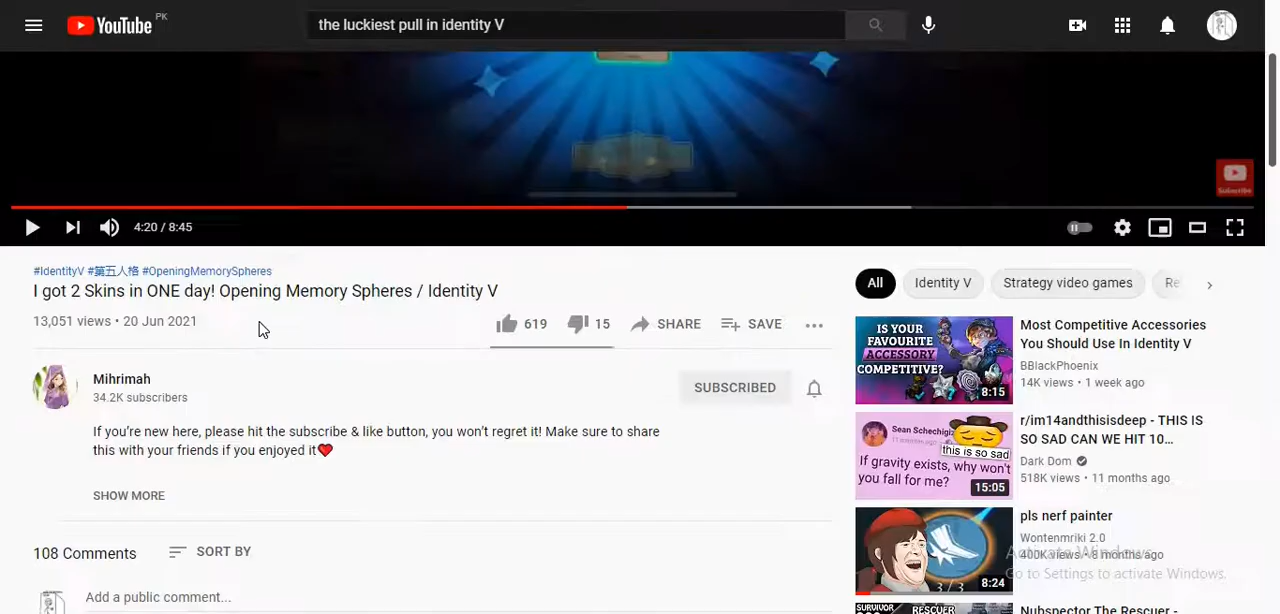 YouTube PK
the luckiest pull in identity V
Subscribe
4:20 / 8:45
#IdentityV #第五人格 #OpeningMemorySpheres
I got 2 Skins in ONE day! Opening Memory Spheres / Identity V
13,051 views • 20 Jun 2021
619
15
SHARE
SAVE
Mihrimah
34.2K subscribers
SUBSCRIBED
If you’re new here, please hit the subscribe & like button, you won’t regret it! Make sure to share
this with your friends if you enjoyed it❤️
SHOW MORE
108 Comments
SORT BY
Add a public comment...
All
Identity V
Strategy video games
Re
IS YOUR
FAVOURITE
ACCESSORY
COMPETITIVE?
8:15
Most Competitive Accessories
You Should Use In Identity V
BBlackPhoenix
14K views • 1 week ago
Sean Schechig
this is so sad
If gravity exists, why won't
you fall for me?
15:05
r/im14andthisisdeep - THIS IS
SO SAD CAN WE HIT 10...
Dark Dom
518K views • 11 months ago
3 / 3
8:24
pls nerf painter
Wontenmriki 2.0
400K views • 8 months ago
Activate Windows
Go to Settings to activate Windows.
SURVIVOR
RESCUER
Nubspector The Rescuer -